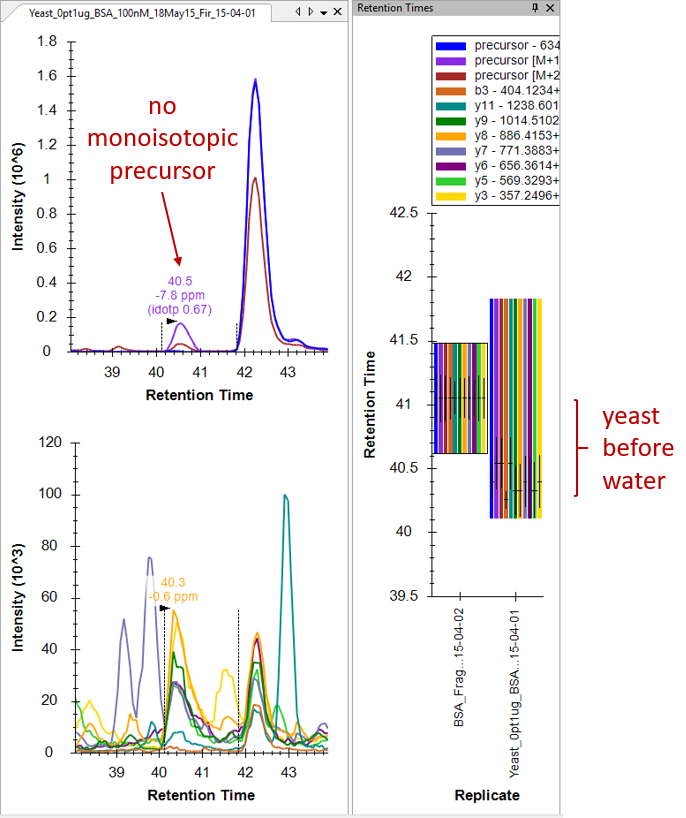 Yeast_0pt1ug_BSA_100nM_18May15_Fir_15-04-01
1.8
1.6
1.4
1.2
1
0.8
0.6
0.4
0.2
0
Intensity (10^6)
no
monoisotopic
precursor
40.5
-7.8 ppm
(idotp 0.67)
39
40
41
42
43
Retention Time
120
100
80
60
40
20
0
Intensity (10^3)
40.3
-0.6 ppm
39
40
41
42
43
Retention Time
Retention Times
precursor - 634
precursor [M+1
precursor [M+2
b3 - 404.1234+
y11 - 1238.601
y9 - 1014.5102
y8 - 886.4153+
y7 - 771.3883+
y6 - 656.3614+
y5 - 569.3293+
y3 - 357.2496+
42.5
42
41.5
41
40.5
40
39.5
Retention Time
BSA_Frag...15-04-02
Yeast_0pt1ug_BSA...15-04-01
Replicate
yeast
before
water